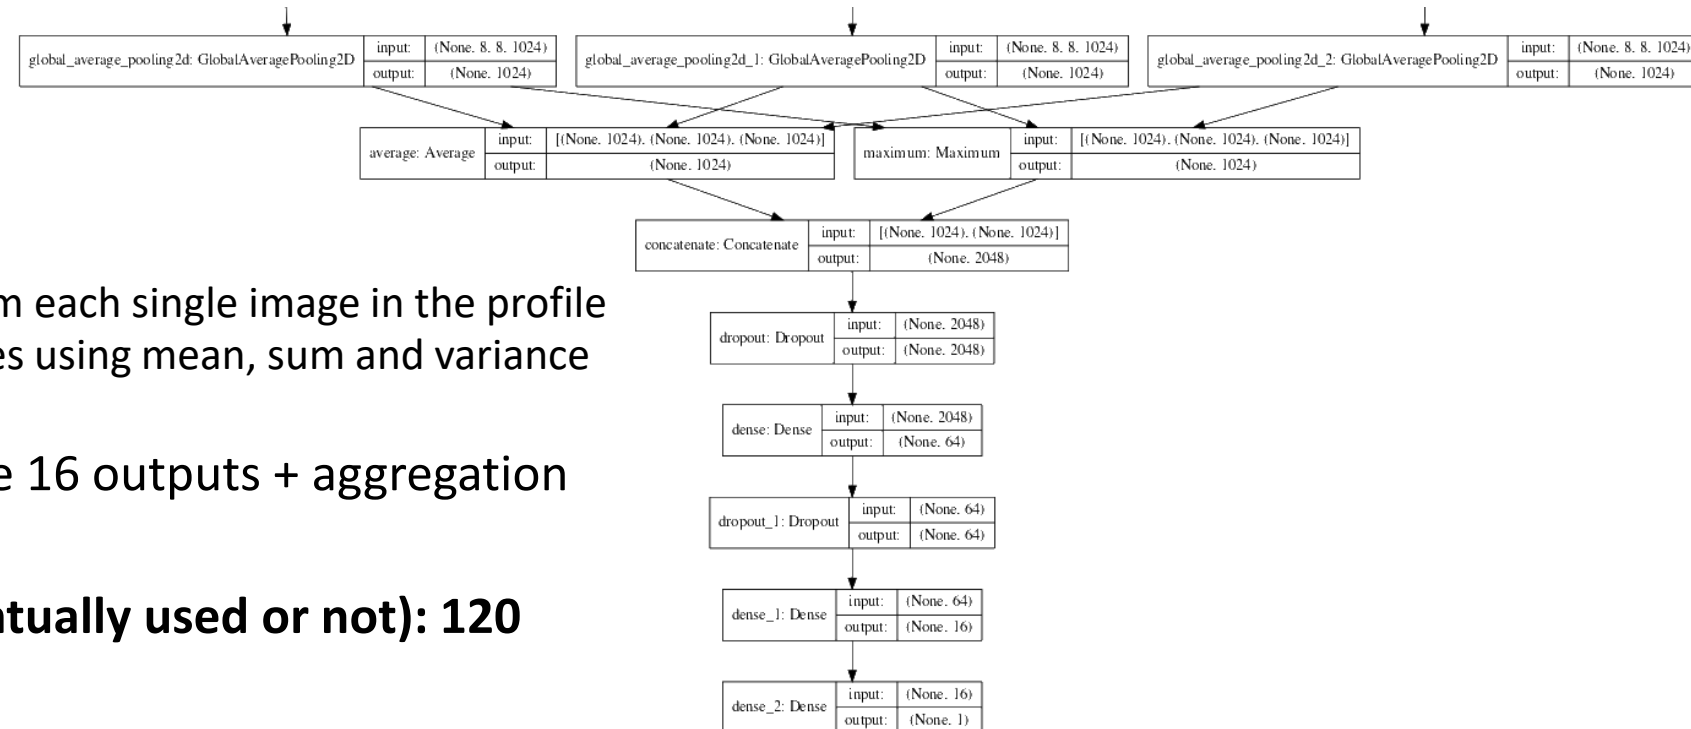 global_average_pooling2d: GlobalAveragePooling2D input: (None. 8. 8. 1024) output: (None. 1024)
global_average_pooling2d_1: GlobalAveragePooling2D input: (None. 8. 8. 1024) output: (None. 1024)
global_average_pooling2d_2: GlobalAveragePooling2D input: (None. 8. 8. 1024) output: (None. 1024)
average: Average input: [(None. 1024). (None. 1024). (None. 1024)] output: (None. 1024)
maximum: Maximum input: [(None. 1024). (None. 1024). (None. 1024)] output: (None. 1024)
concatenate: Concatenate input: [(None. 1024). (None. 1024)] output: (None. 2048)
m each single image in the profile
es using mean, sum and variance
dropout: Dropout input: (None. 2048) output: (None. 2048)
dense: Dense input: (None. 2048) output: (None. 64)
e 16 outputs + aggregation
dropout_1: Dropout input: (None. 64) output: (None. 64)
ntually used or not): 120
dense_1: Dense input: (None. 64) output: (None. 16)
dense_2: Dense input: (None. 16) output: (None. 1)